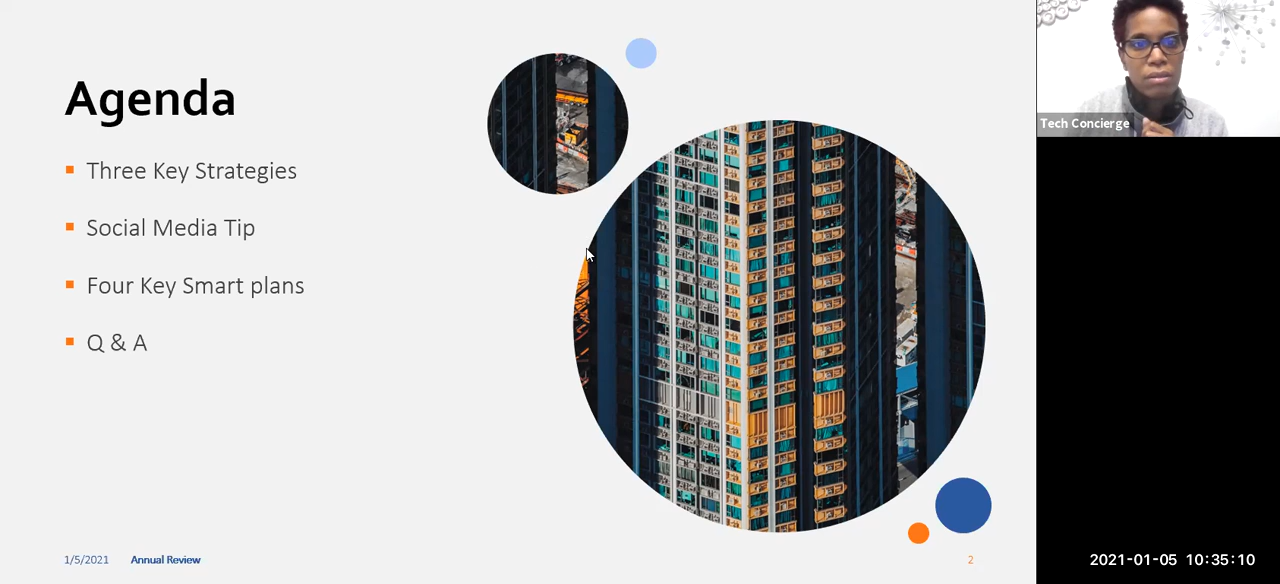 Agenda
Three Key Strategies
Social Media Tip
Four Key Smart plans
Q & A
1/5/2021 Annual Review
2
Tech Concierge
2021-01-05 10:35:10